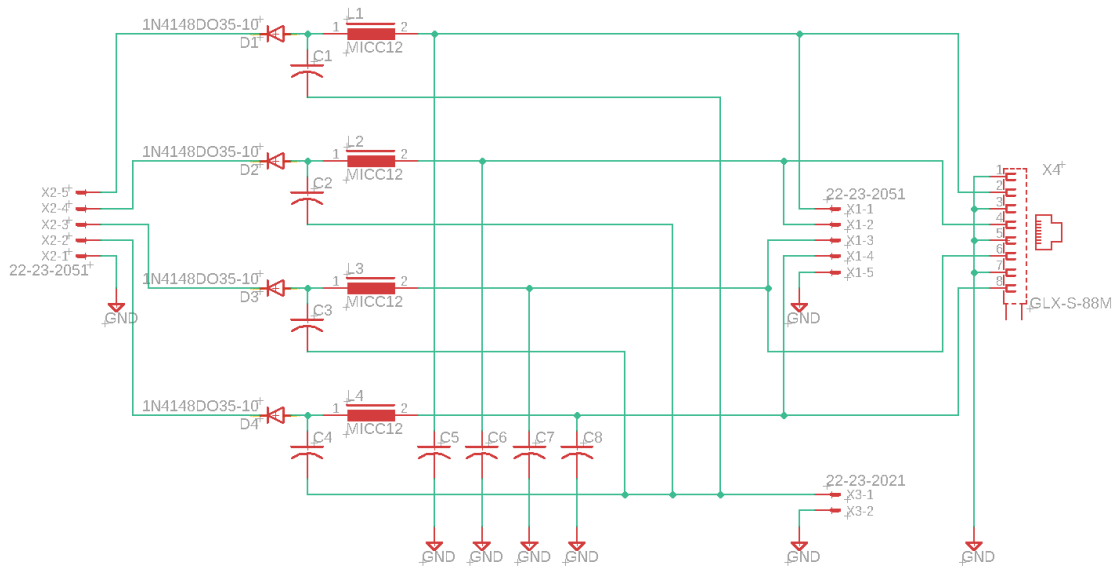 1N4148DO35-10
D1
L1
1 2
MICC12
C1
1N4148DO35-10
D2
L2
1 2
MICC12
C2
X2-5
X2-4
X2-3
X2-2
X2-1
22-23-2051
GND
1N4148DO35-10
D3
L3
1 2
MICC12
C3
22-23-2051
X1-1
X1-2
X1-3
X1-4
X1-5
GND
X4
1
2
3
4
5
6
7
8
GLX-S-88M
1N4148DO35-10
D4
L4
1 2
MICC12
C4
C5
C6
C7
C8
22-23-2021
X3-1
X3-2
GND
GND
GND
GND
GND
GND